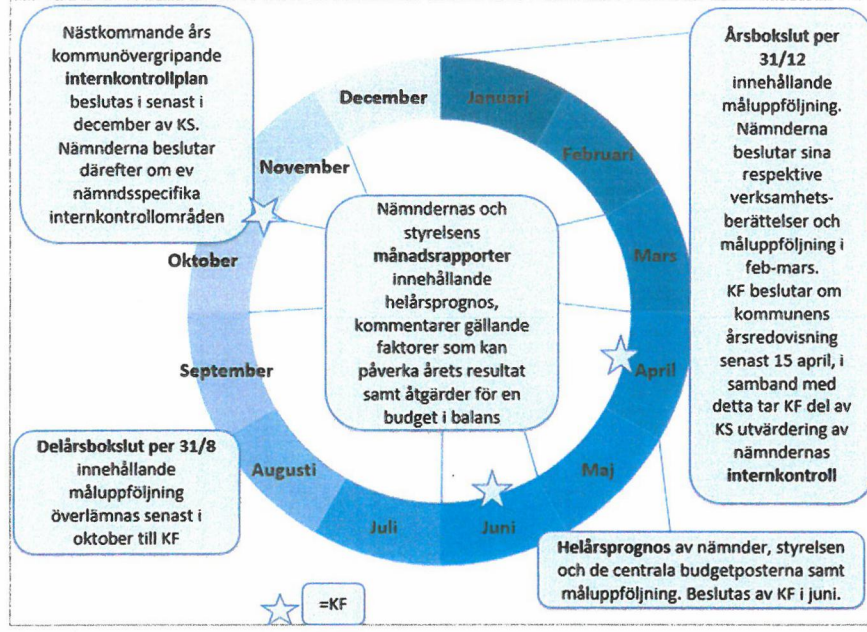 Nästkommande års
kommunövergripande
internkontrollplan
beslutas i senast i
december av KS.
Nämnderna beslutar
därefter om ev
nämndsspecifika
internkontrollområden
December
Januari
November
Februari
Oktober
Mars
September
April
Augusti
Maj
Juli
Juni
Nämndernas och
styrelsens
månadsrapporter
innehållande
helårsprognos,
kommentarer gällande
faktorer som kan
påverka årets resultat
samt åtgärder för en
budget i balans
Årsbokslut per
31/12
innehållande
måluppföljning.
Nämnderna
beslutar sina
respektive
verksamhets-
berättelser och
måluppföljning i
feb-mars.
KF beslutar om
kommunens
årsredovisning
senast 15 april, i
samband med
detta tar KF del av
KS utvärdering av
nämndernas
internkontroll
Delårsbokslut per 31/8
innehållande
måluppföljning
överlämnas senast i
oktober till KF
Helårsprognos av nämnder, styrelsen
och de centrala budgetposterna samt
måluppföljning. Beslutas av KF i juni.
=KF